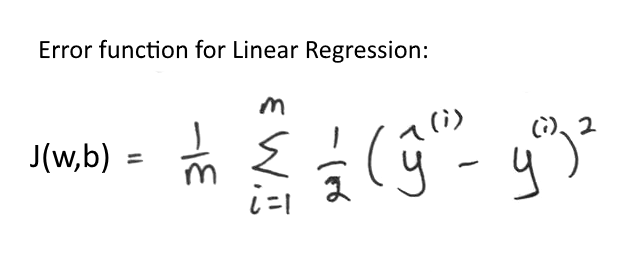 Error function for Linear Regression:
J(w,b) = 1/m Σ_{i=1}^{m} 1/2 (ŷ^{(i)} - y^{(i)})^2